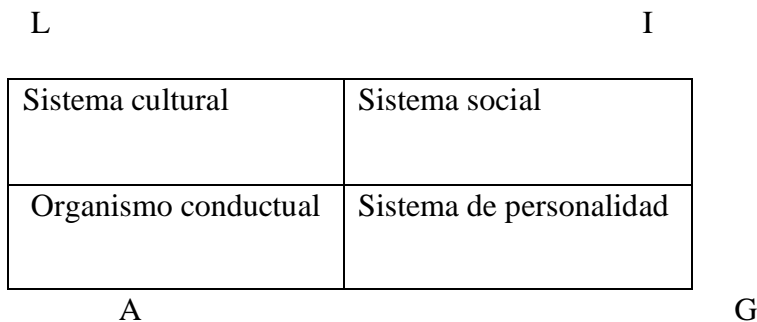 L I
Sistema cultural Sistema social
Organismo conductual Sistema de personalidad
A G